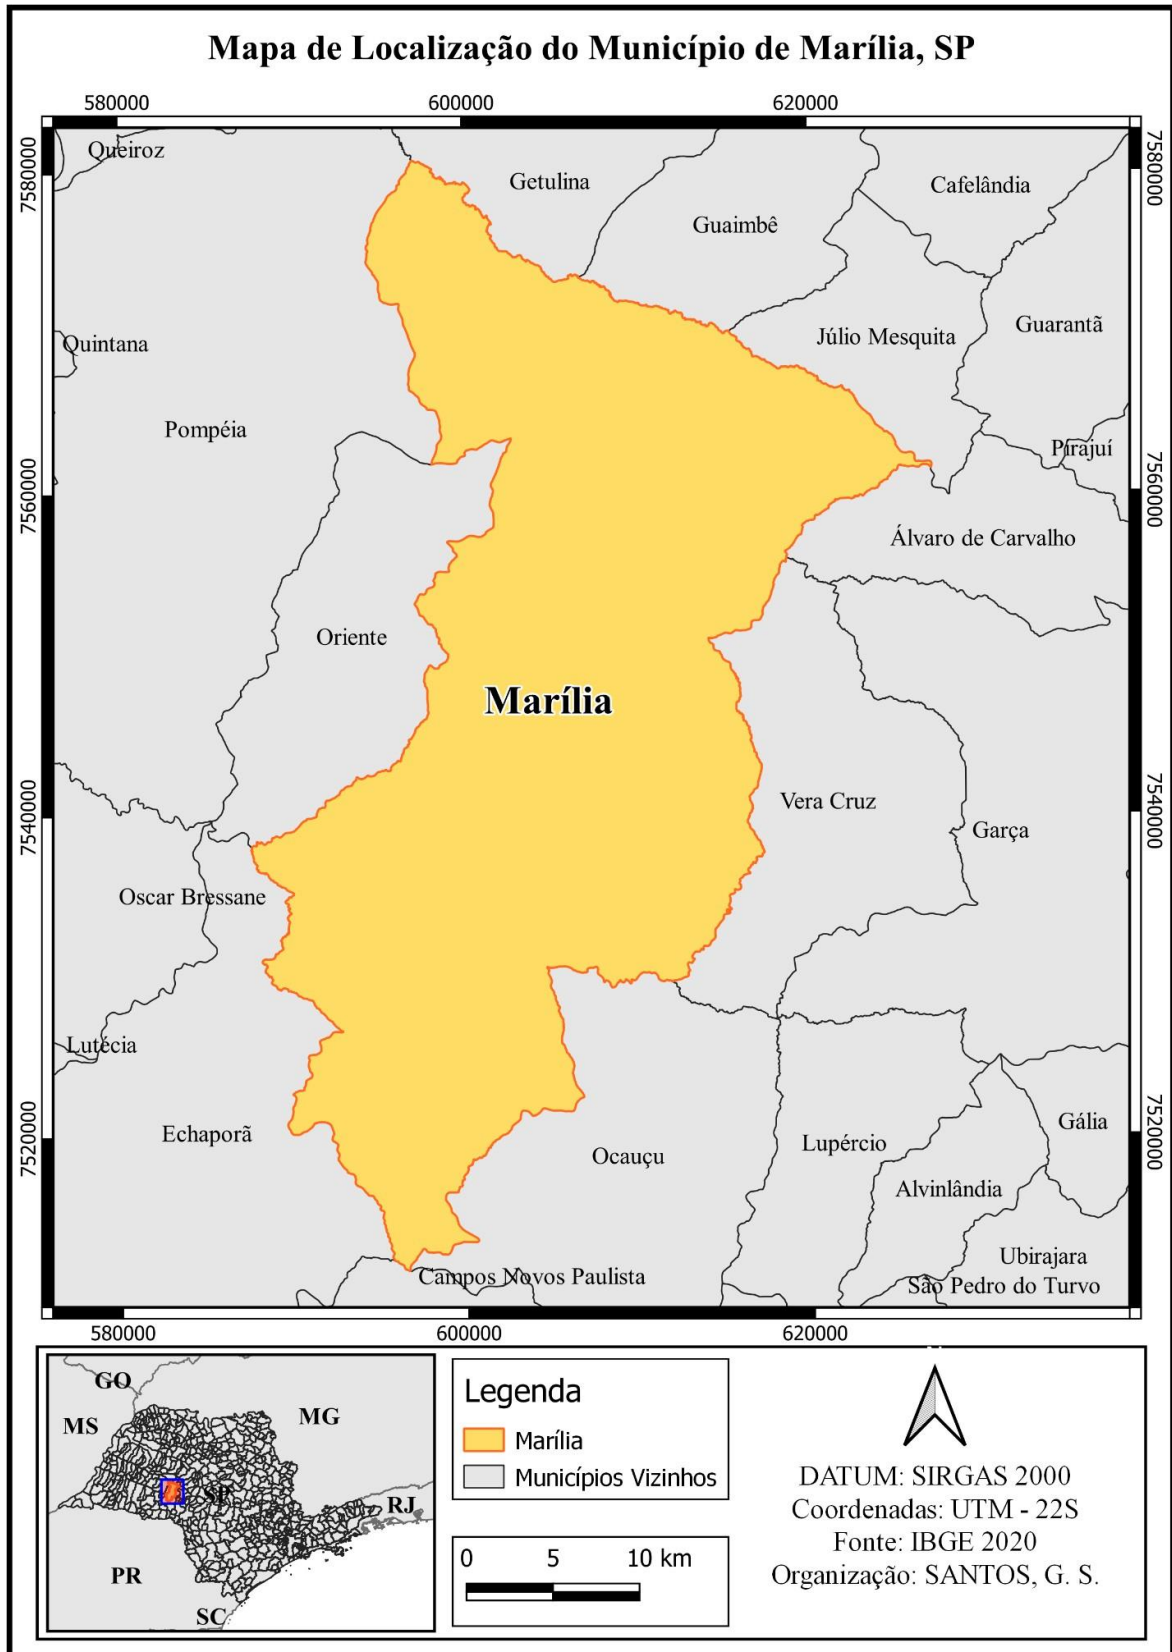 Mapa de Localização do Município de Marília, SP
580000
600000
620000
7580000
7580000
Queiroz
Getulina
Cafelândia
Guaimbê
Guarantã
Júlio Mesquita
Quintana
Pompéia
Pirajuí
7560000
7560000
Álvaro de Carvalho
Oriente
Marília
Vera Cruz
7540000
7540000
Garça
Oscar Bressane
Lutécia
Echaporã
7520000
7520000
Gália
Ocauçu
Lupércio
Alvinlândia
Ubirajara
Campos Novos Paulista
São Pedro do Turvo
580000
600000
620000
GO
MS
MG
SP
RJ
PR
SC
Legenda
Marília
Municípios Vizinhos
0 5 10 km
DATUM: SIRGAS 2000
Coordenadas: UTM - 22S
Fonte: IBGE 2020
Organização: SANTOS, G. S.